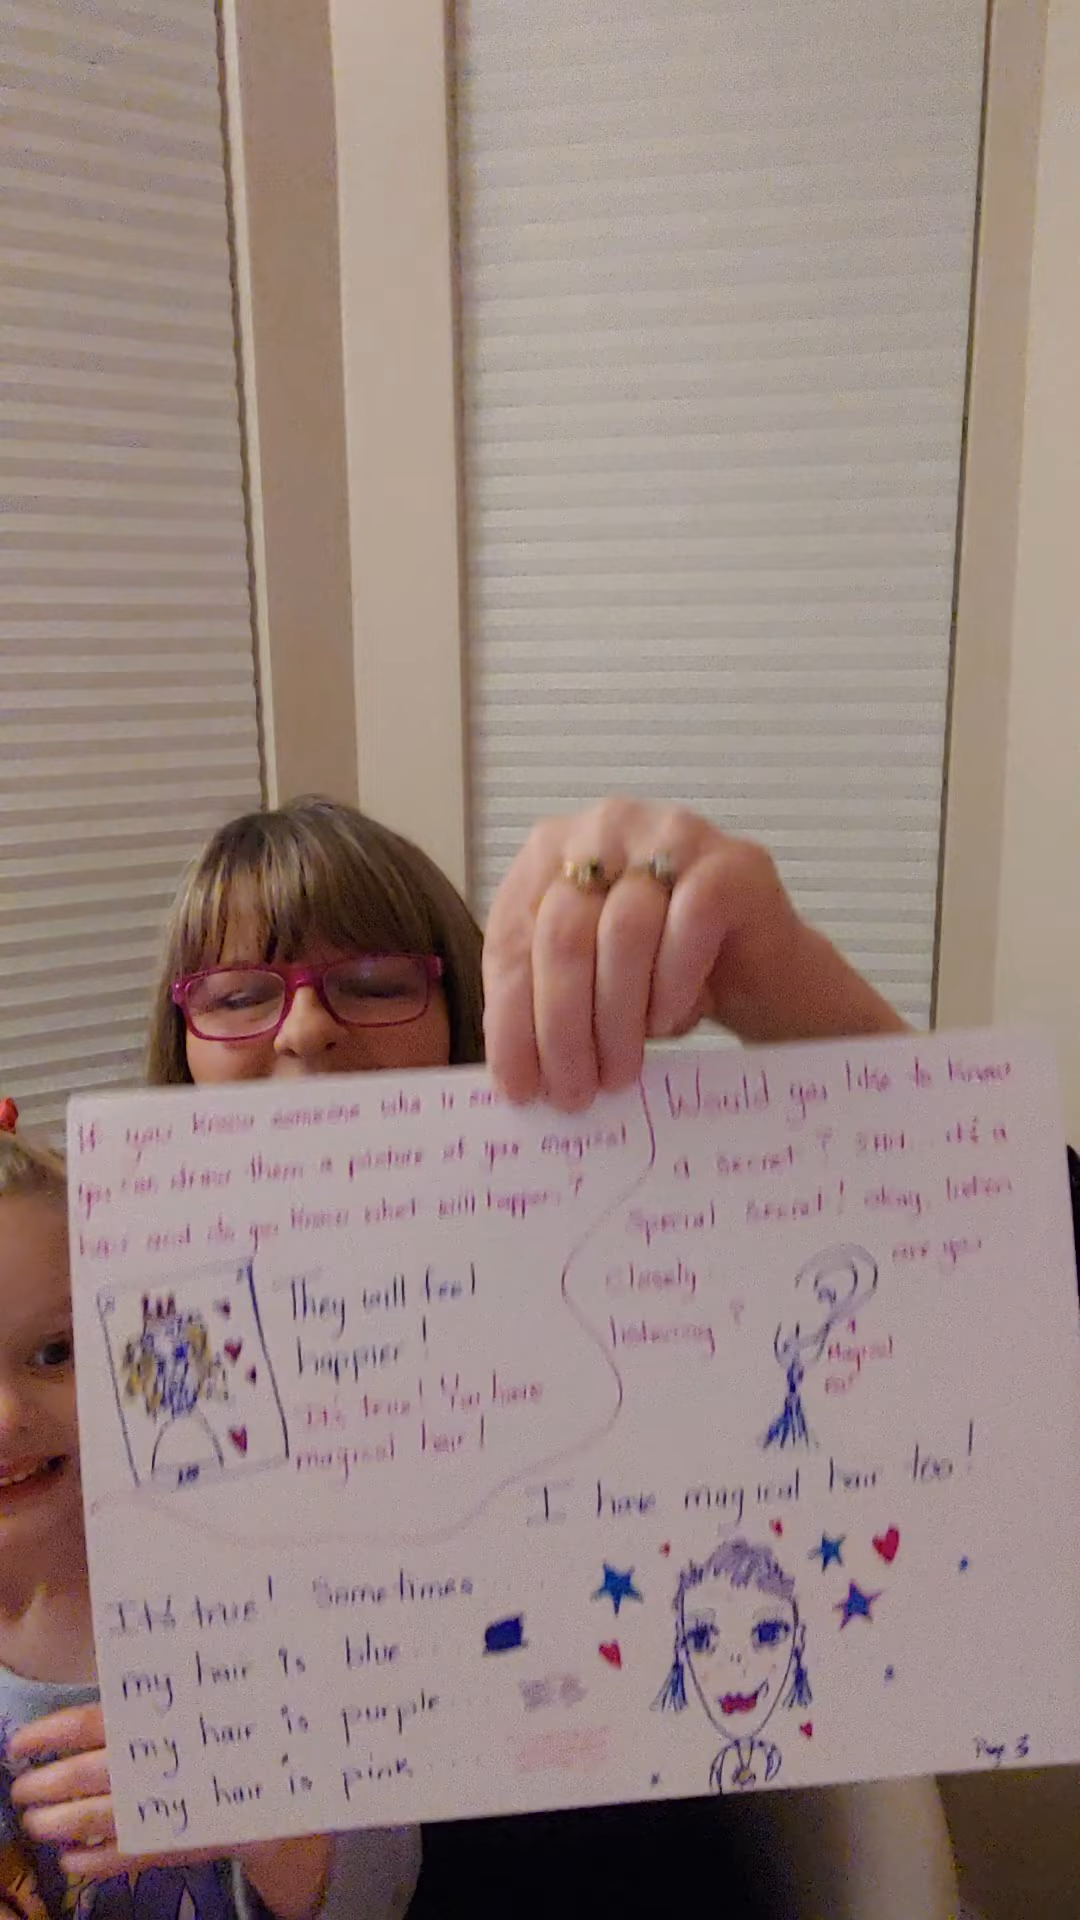 If you know someone who is
you can draw them a picture of your magical
hair and do you know what will happen?
They will feel
happier!
It's true! You have
magical hair!
Would you like to know
a secret? Shh... it's a
special secret! okay, listen
closely are you
listening?
Magical
I have magical hair too!
It's true! Sometimes....
my hair is blue..
my hair is purple..
my hair is pink....
Page 3